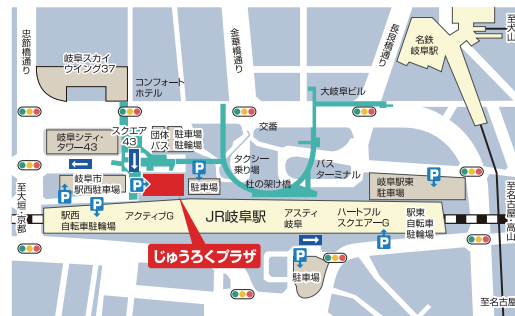 忠節橋通り
金華橋通り
長良橋通り
名鉄
岐阜駅
至犬山
岐阜スカイ
ウイング37
コンフォート
ホテル
大岐阜ビル
スクエア
43
団体
バス
駐車場
駐輪場
交番
岐阜シティ・
タワー43
タクシー
乗り場
バス
ターミナル
岐阜市
駅西駐車場
P
P
P
P
駐車場
杜の架け橋
岐阜駅東
駐車場
P
至大垣・京都
至名古屋・高山
駅西
自転車駐輪場
アクティブG
JR岐阜駅
アスティ
岐阜
ハートフル
スクエアーG
駅東
自転車
駐輪場
P
P
じゅうろくプラザ
駐車場
至名古屋